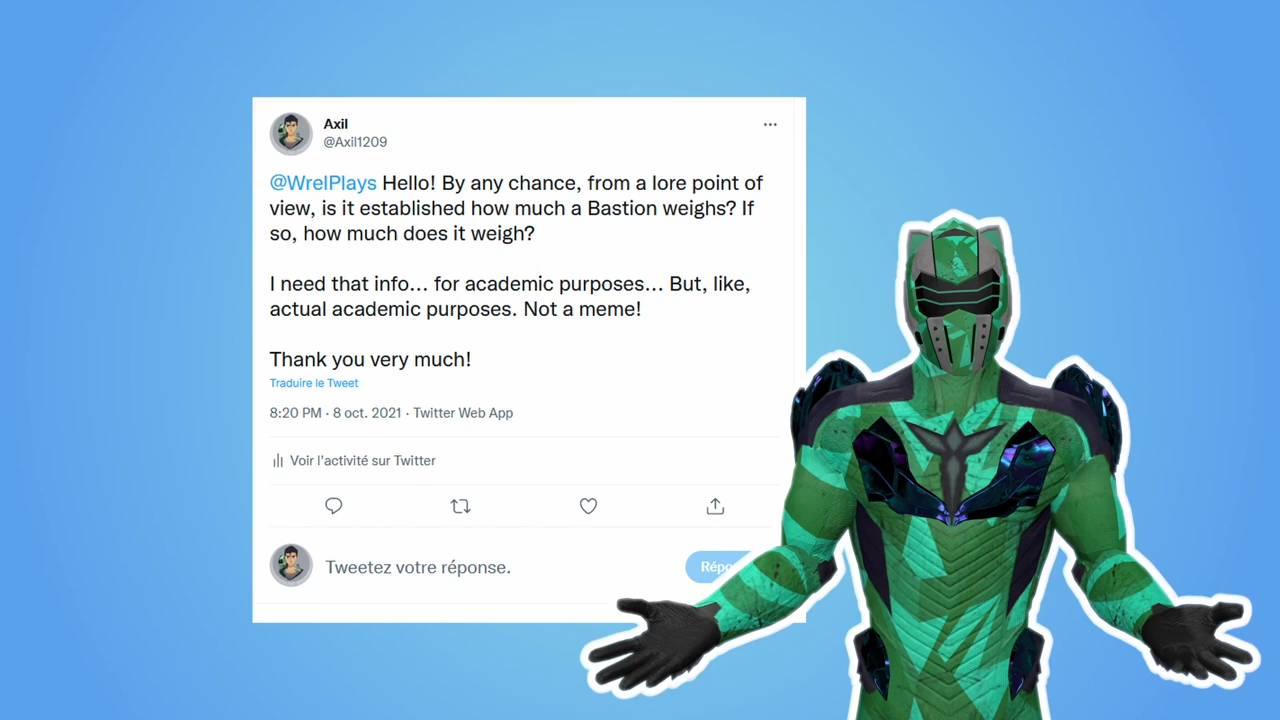 Axil
@Axil1209
@WrelPlays Hello! By any chance, from a lore point of
view, is it established how much a Bastion weighs? If
so, how much does it weigh?
I need that info... for academic purposes... But, like,
actual academic purposes. Not a meme!
Thank you very much!
Traduire le Tweet
8:20 PM · 8 oct. 2021 · Twitter Web App
Voir l'activité sur Twitter
Tweetez votre réponse.